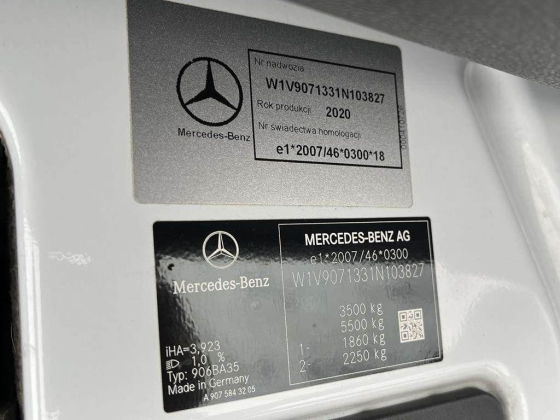 Nr nadwozia
W1V9071331N103827
Rok produkcji 2020
Nr świadectwa homologacji
e1*2007/46*0300*18
Mercedes-Benz
MERCEDES-BENZ AG
e1*2007/46*0300
W1V9071331N103827
3500 kg
5500 kg
1- 1860 kg
2- 2250 kg
Mercedes-Benz
iHA=3,923
1.0 %
Typ: 906BA35
Made in Germany
A 907 584 32 05